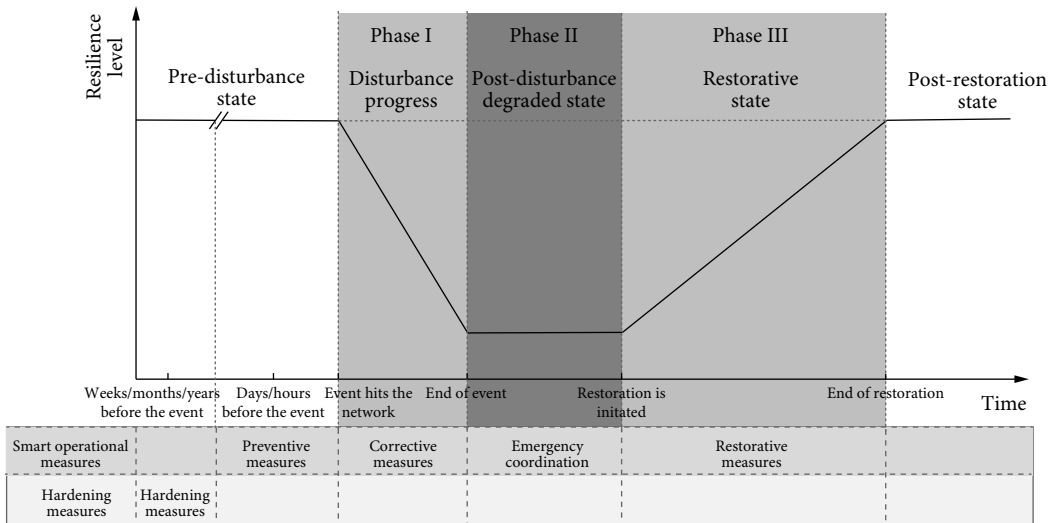 Resilience
level
Pre-disturbance
state
Phase I
Disturbance
progress
Phase II
Post-disturbance
degraded state
Phase III
Restorative
state
Post-restoration
state
Weeks/months/years
before the event
Days/hours
before the event
Event hits the
network
End of event
Restoration is
initated
End of restoration
Time
Smart operational
measures
Preventive
measures
Corrective
measures
Emergency
coordination
Restorative
measures
Hardening
measures
Hardening
measures